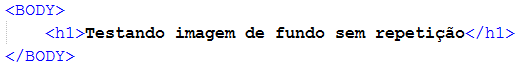 <BODY>
<h1>Testando imagem de fundo sem repetição</h1>
</BODY>